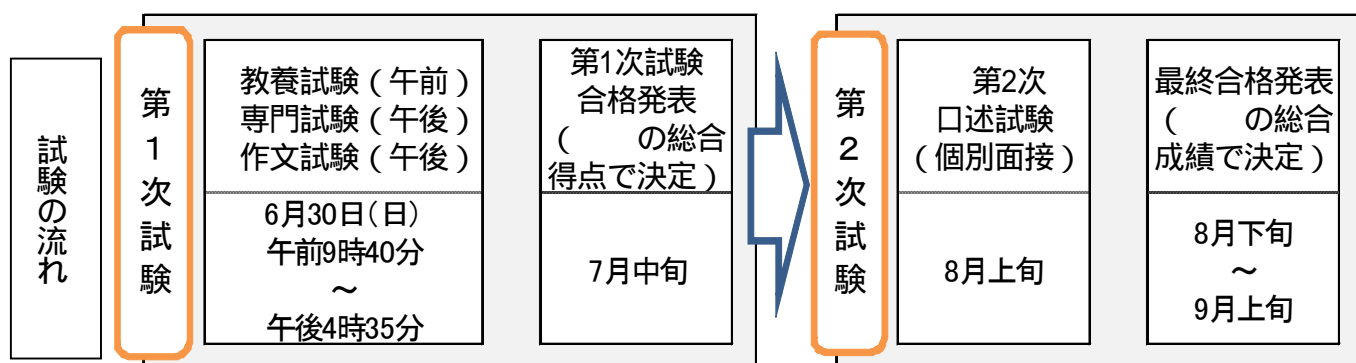 試験の流れ
第1次試験
教養試験（午前）
専門試験（午後）
作文試験（午後）
6月30日（日）
午前9時40分
～
午後4時35分
第1次試験
合格発表
（　　の総合
得点で決定）
7月中旬
第2次試験
第2次
口述試験
（個別面接）
8月上旬
最終合格発表
（　　の総合
成績で決定）
8月下旬
～
9月上旬